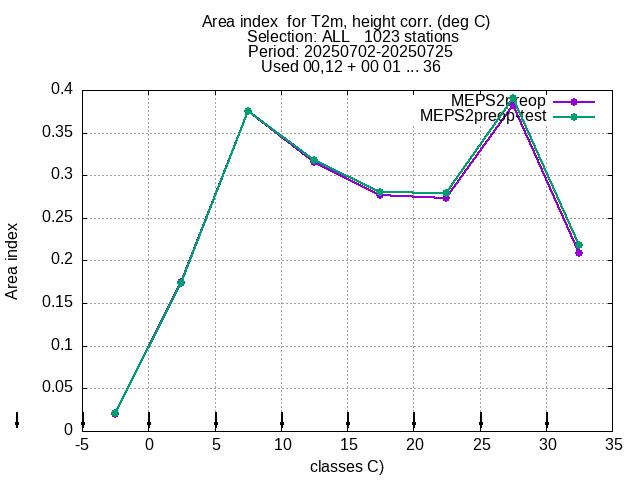 Area index  for T2m, height corr. (deg C)
Selection: ALL   1023 stations
Period: 20250702-20250725
Used 00,12 + 00 01 ... 36
MEPS2preop
MEPS2preop-test
0.4
0.35
0.3
0.25
0.2
0.15
0.1
0.05
0
Area index
-5 0 5 10 15 20 25 30 35
classes C)